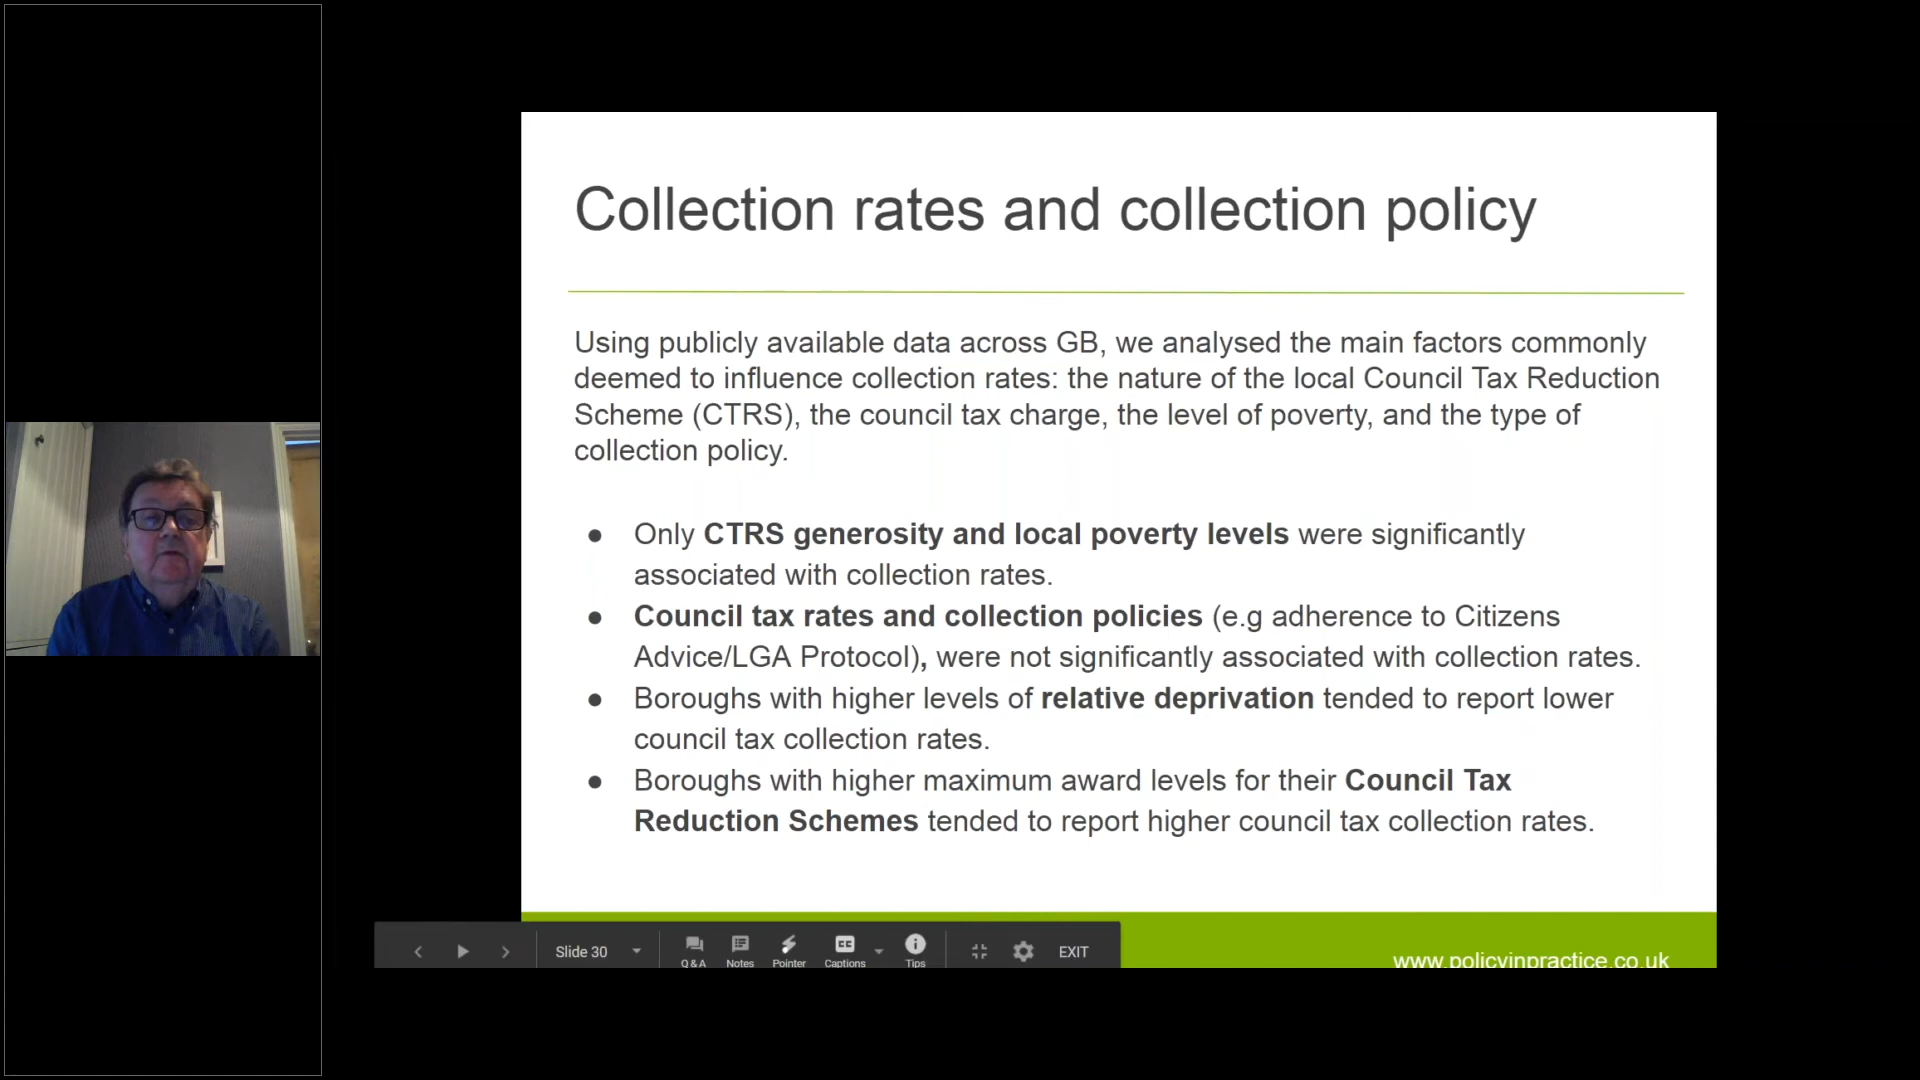 Collection rates and collection policy
Using publicly available data across GB, we analysed the main factors commonly
deemed to influence collection rates: the nature of the local Council Tax Reduction
Scheme (CTRS), the council tax charge, the level of poverty, and the type of
collection policy.
● Only CTRS generosity and local poverty levels were significantly
associated with collection rates.
● Council tax rates and collection policies (e.g adherence to Citizens
Advice/LGA Protocol), were not significantly associated with collection rates.
● Boroughs with higher levels of relative deprivation tended to report lower
council tax collection rates.
● Boroughs with higher maximum award levels for their Council Tax
Reduction Schemes tended to report higher council tax collection rates.
Slide 30
Q & A
Notes
Pointer
CC
Captions
Tips
EXIT
www.policyinpractice.co.uk